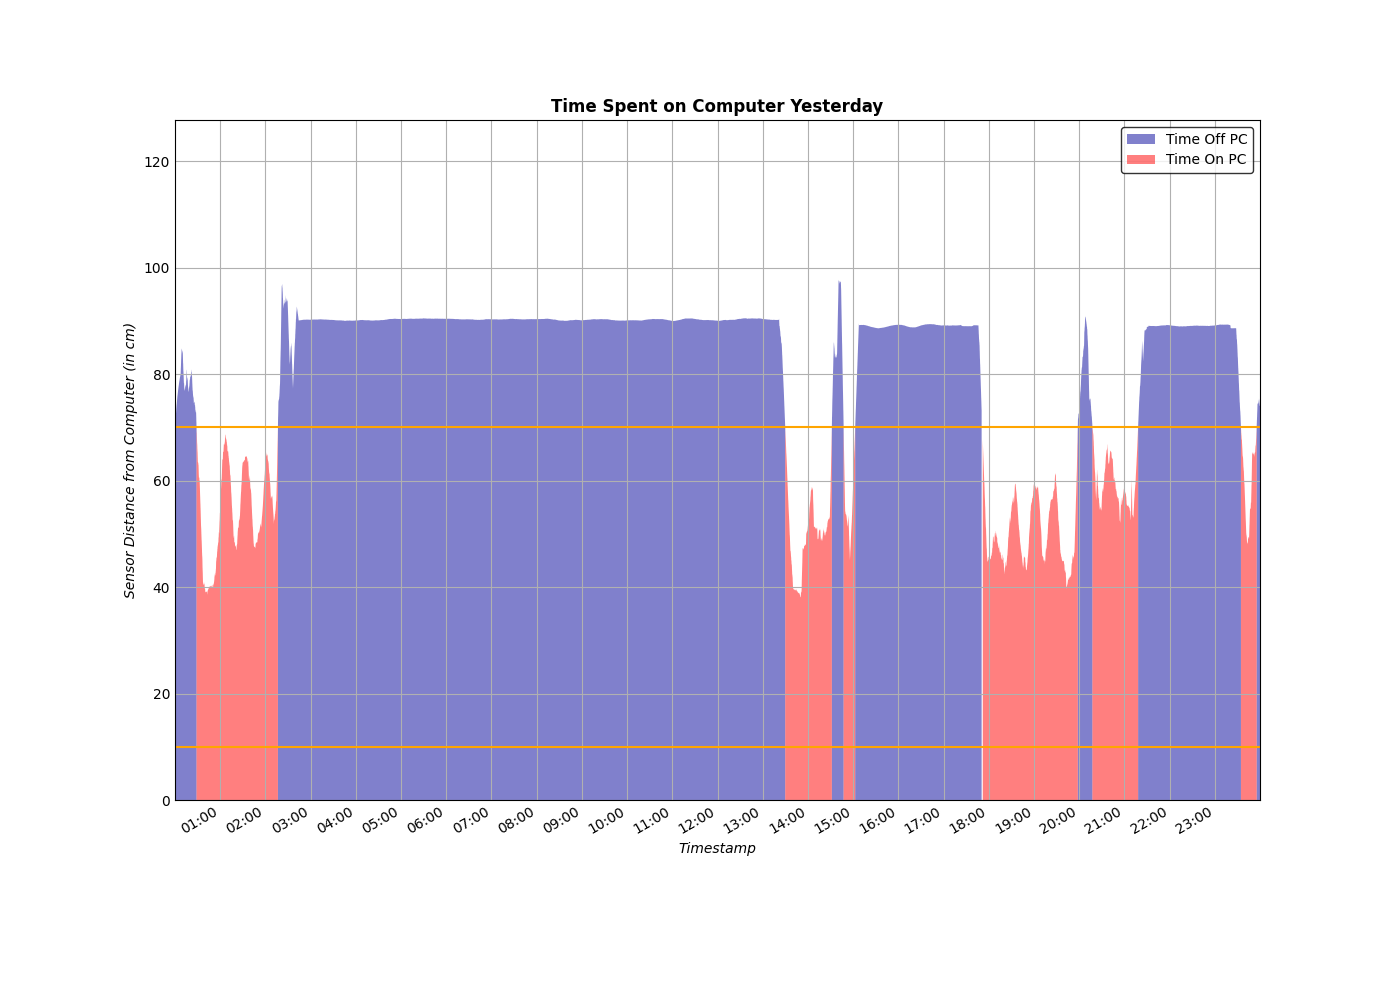 Time Spent on Computer Yesterday
Time Off PC
Time On PC
120
100
80
60
40
20
0
Sensor Distance from Computer (in cm)
01:00 02:00 03:00 04:00 05:00 06:00 07:00 08:00 09:00 10:00 11:00 12:00 13:00 14:00 15:00 16:00 17:00 18:00 19:00 20:00 21:00 22:00 23:00
Timestamp